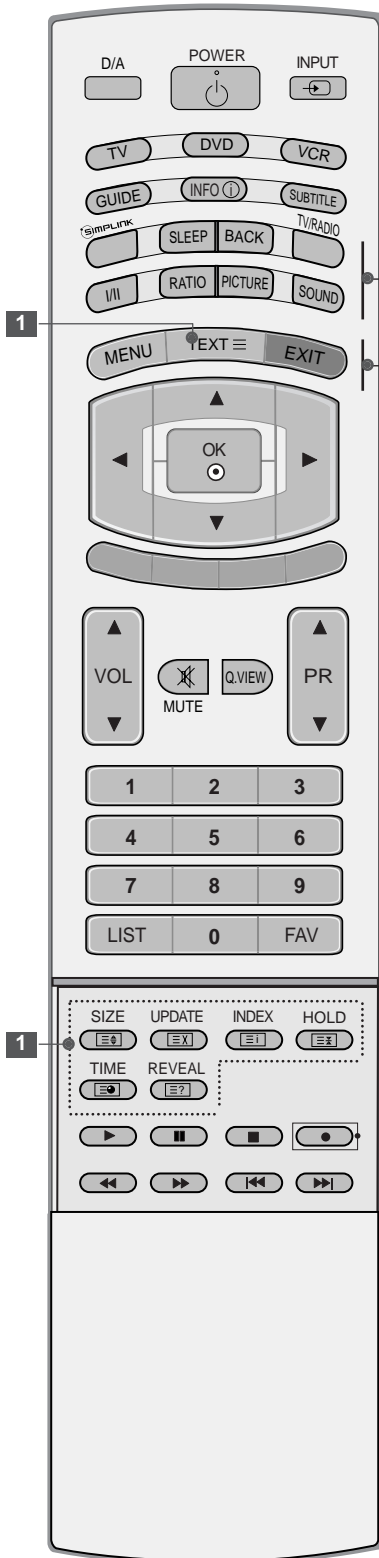 D/A POWER INPUT
TV DVD VCR
GUIDE INFO i SUBTITLE
SIMPLINK SLEEP BACK TV/RADIO
I/II RATIO PICTURE SOUND
1
MENU TEXT EXIT
OK
VOL MUTE Q.VIEW PR
1 2 3
4 5 6
7 8 9
LIST 0 FAV
SIZE UPDATE INDEX HOLD
1
TIME REVEAL